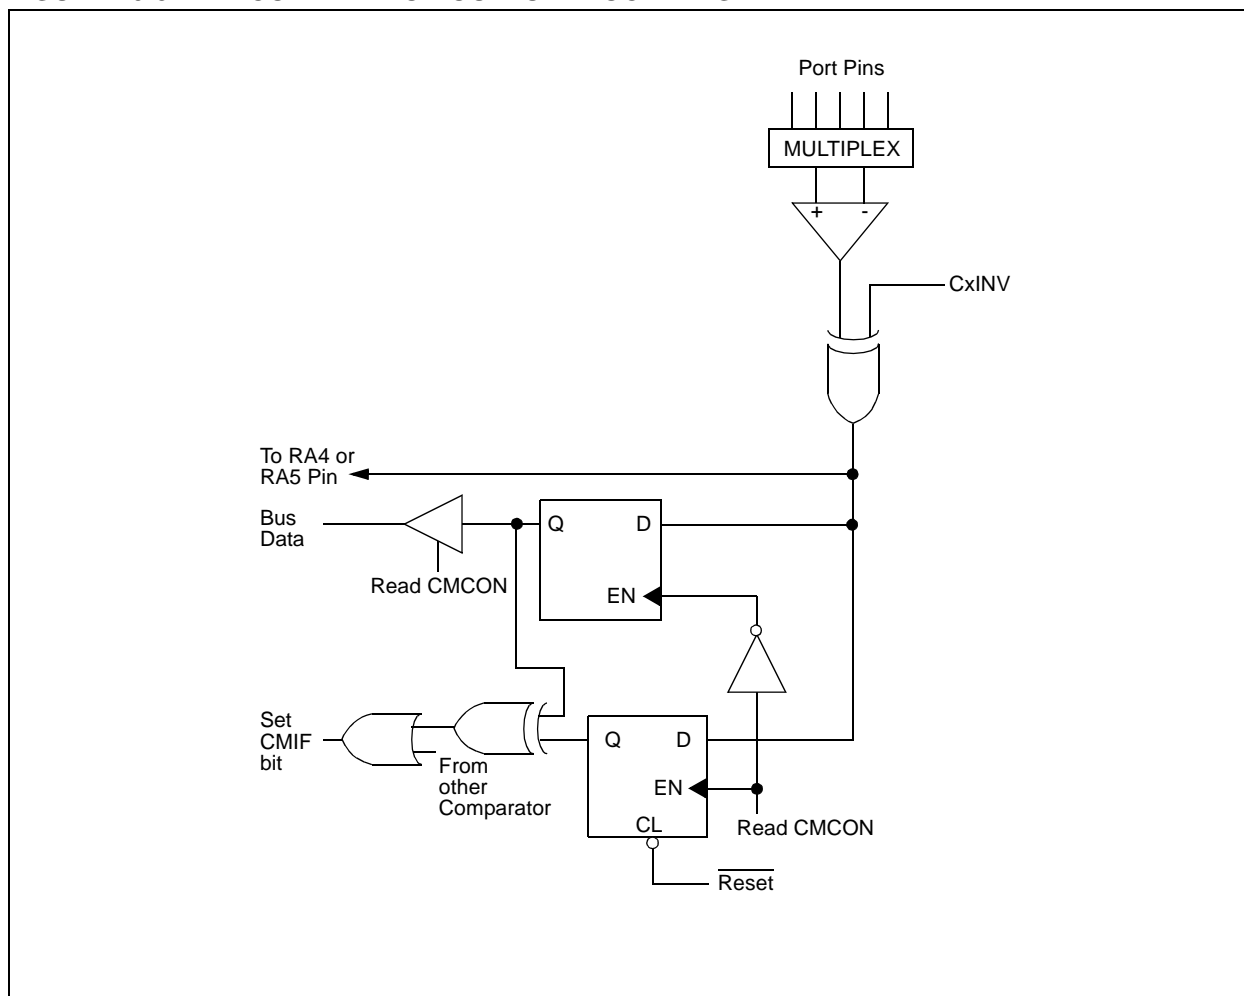 Port Pins
MULTIPLEX
+ -
CxINV
To RA4 or
RA5 Pin
Bus
Data
Q D
Read CMCON
EN
Set
CMIF
bit
From
other
Comparator
Q D
EN
CL
Read CMCON
Reset